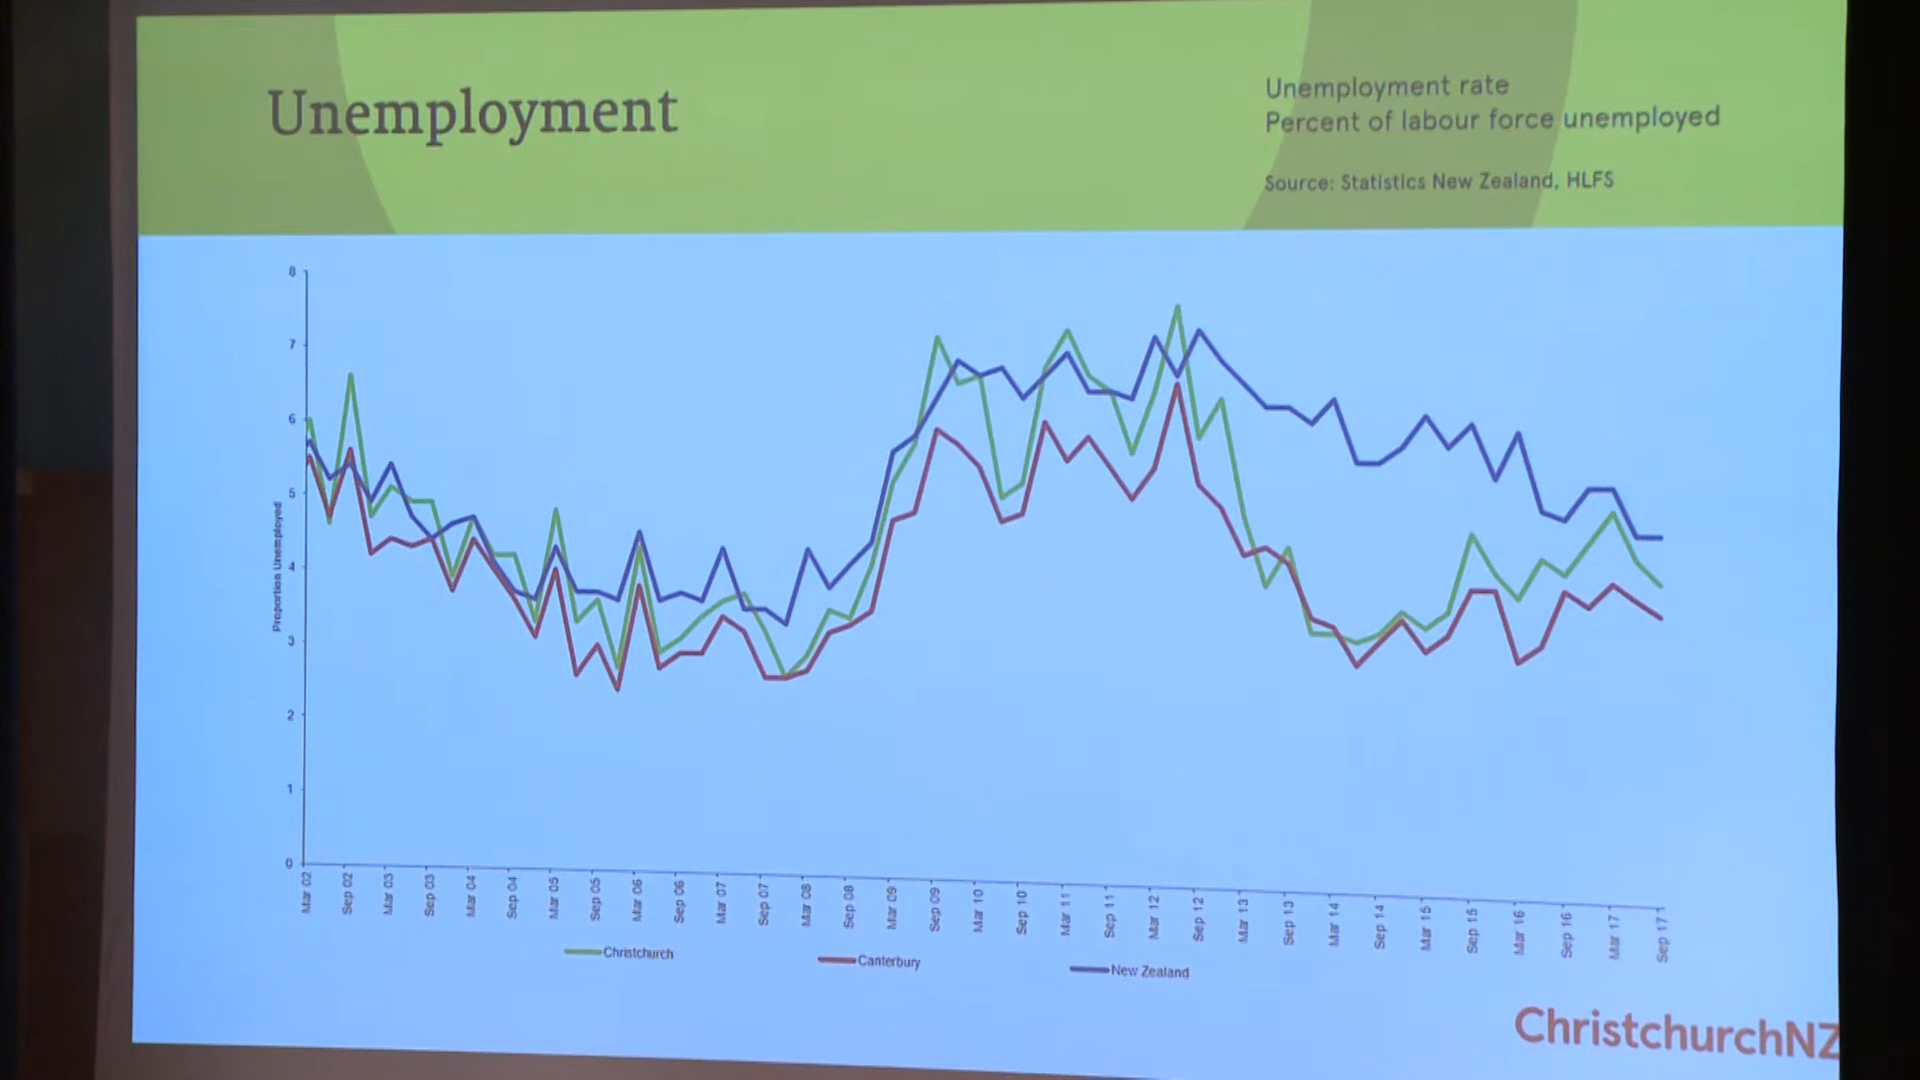 Unemployment
Unemployment rate
Percent of labour force unemployed
Source: Statistics New Zealand, HLFS
8
7
6
5
4
3
2
1
0
Proportion Unemployed
Mar 02
Sep 02
Mar 03
Sep 03
Mar 04
Sep 04
Mar 05
Sep 05
Mar 06
Sep 06
Mar 07
Sep 07
Mar 08
Sep 08
Mar 09
Sep 09
Mar 10
Sep 10
Mar 11
Sep 11
Mar 12
Sep 12
Mar 13
Sep 13
Mar 14
Sep 14
Mar 15
Sep 15
Mar 16
Sep 16
Mar 17
Sep 17
Christchurch
Canterbury
New Zealand
ChristchurchNZ